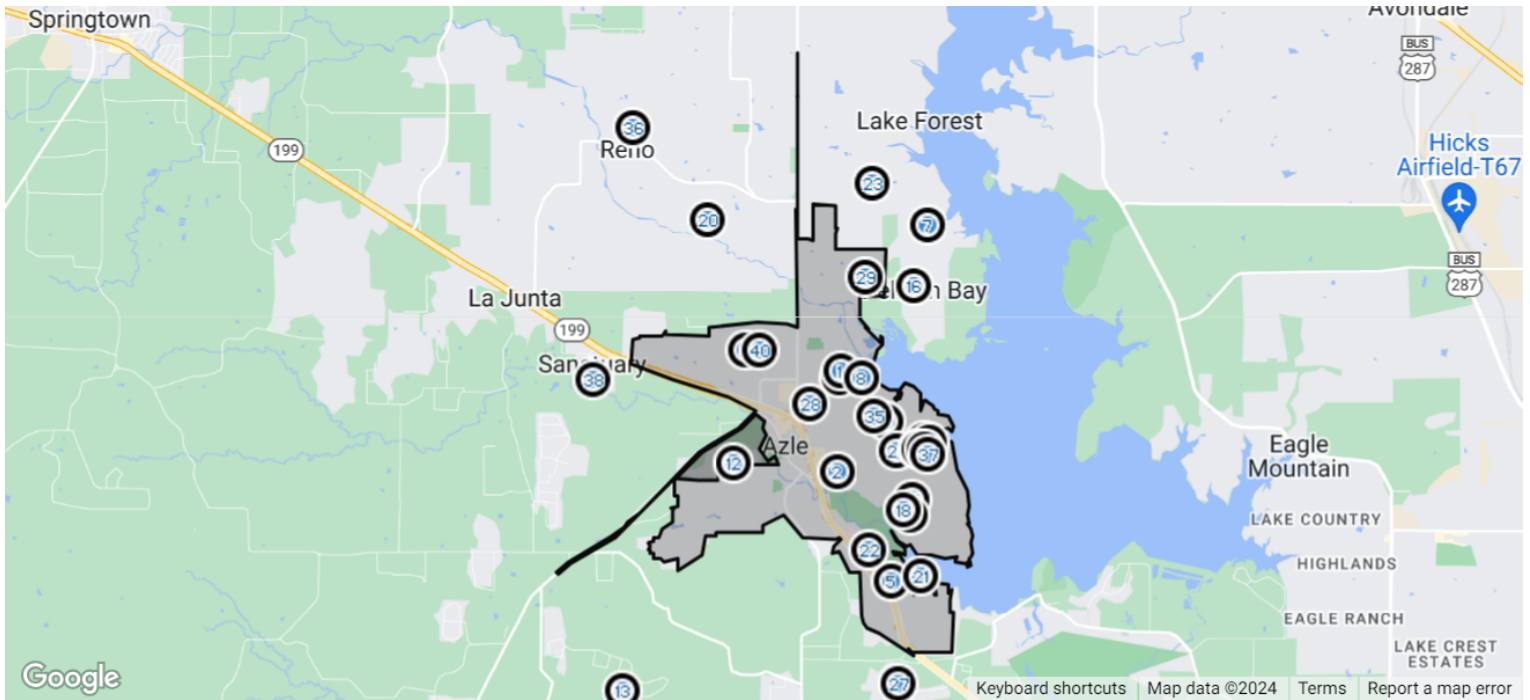 Springtown
Avondale
BUS
287
Lake Forest
36
Reno
199
Hicks
Airfield-T67
23
20
7
BUS
287
29
16
La Junta
199
40
Sanctuary
38
8
28
35
Azle
37
12
Eagle
Mountain
18
LAKE COUNTRY
22
5
21
HIGHLANDS
EAGLE RANCH
LAKE CREST
ESTATES
Google
13
27
Keyboard shortcuts
Map data ©2024
Terms
Report a map error